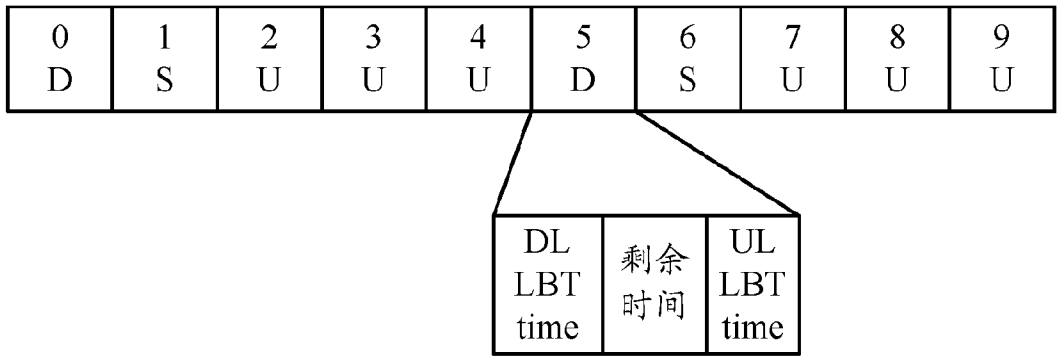 0 1 2 3 4 5 6 7 8 9
D S U U U D S U U U
DL 剩余 UL
LBT 时间 LBT
time time